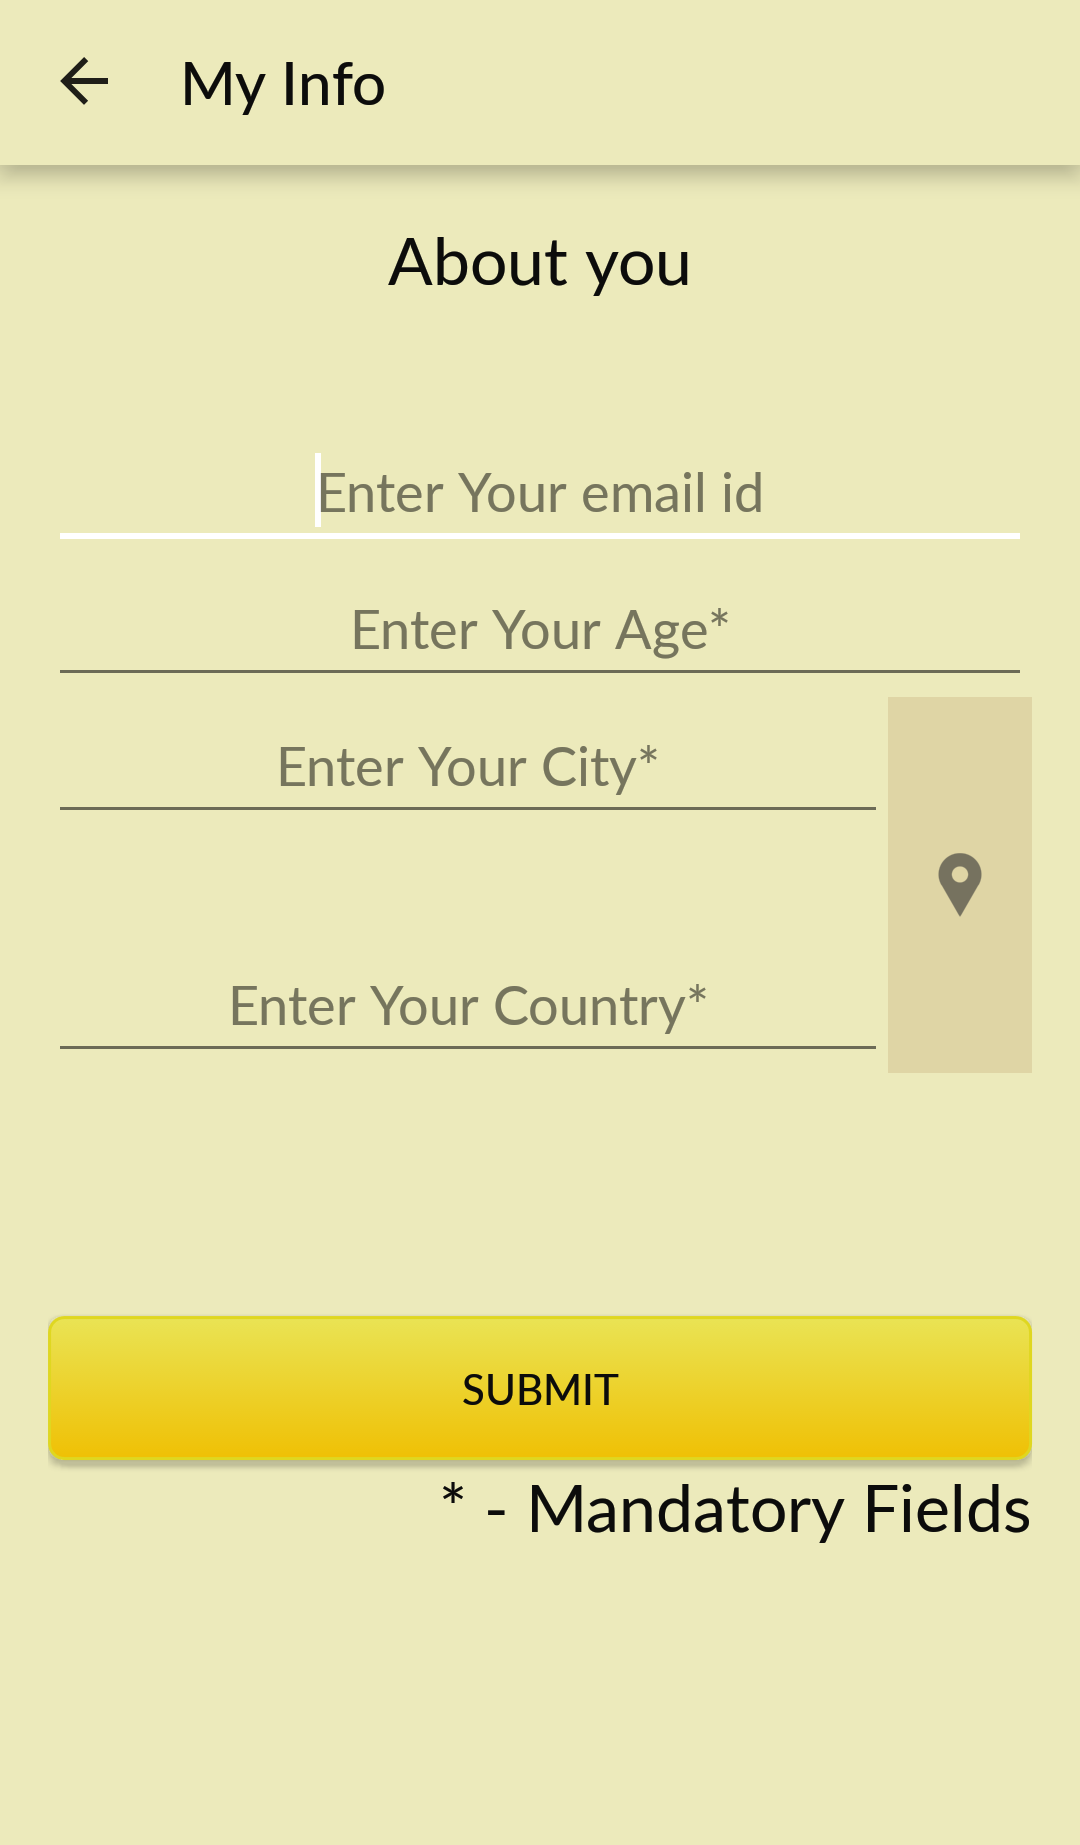 My Info
About you
Enter Your email id
Enter Your Age*
Enter Your City*
Enter Your Country*
SUBMIT
* - Mandatory Fields